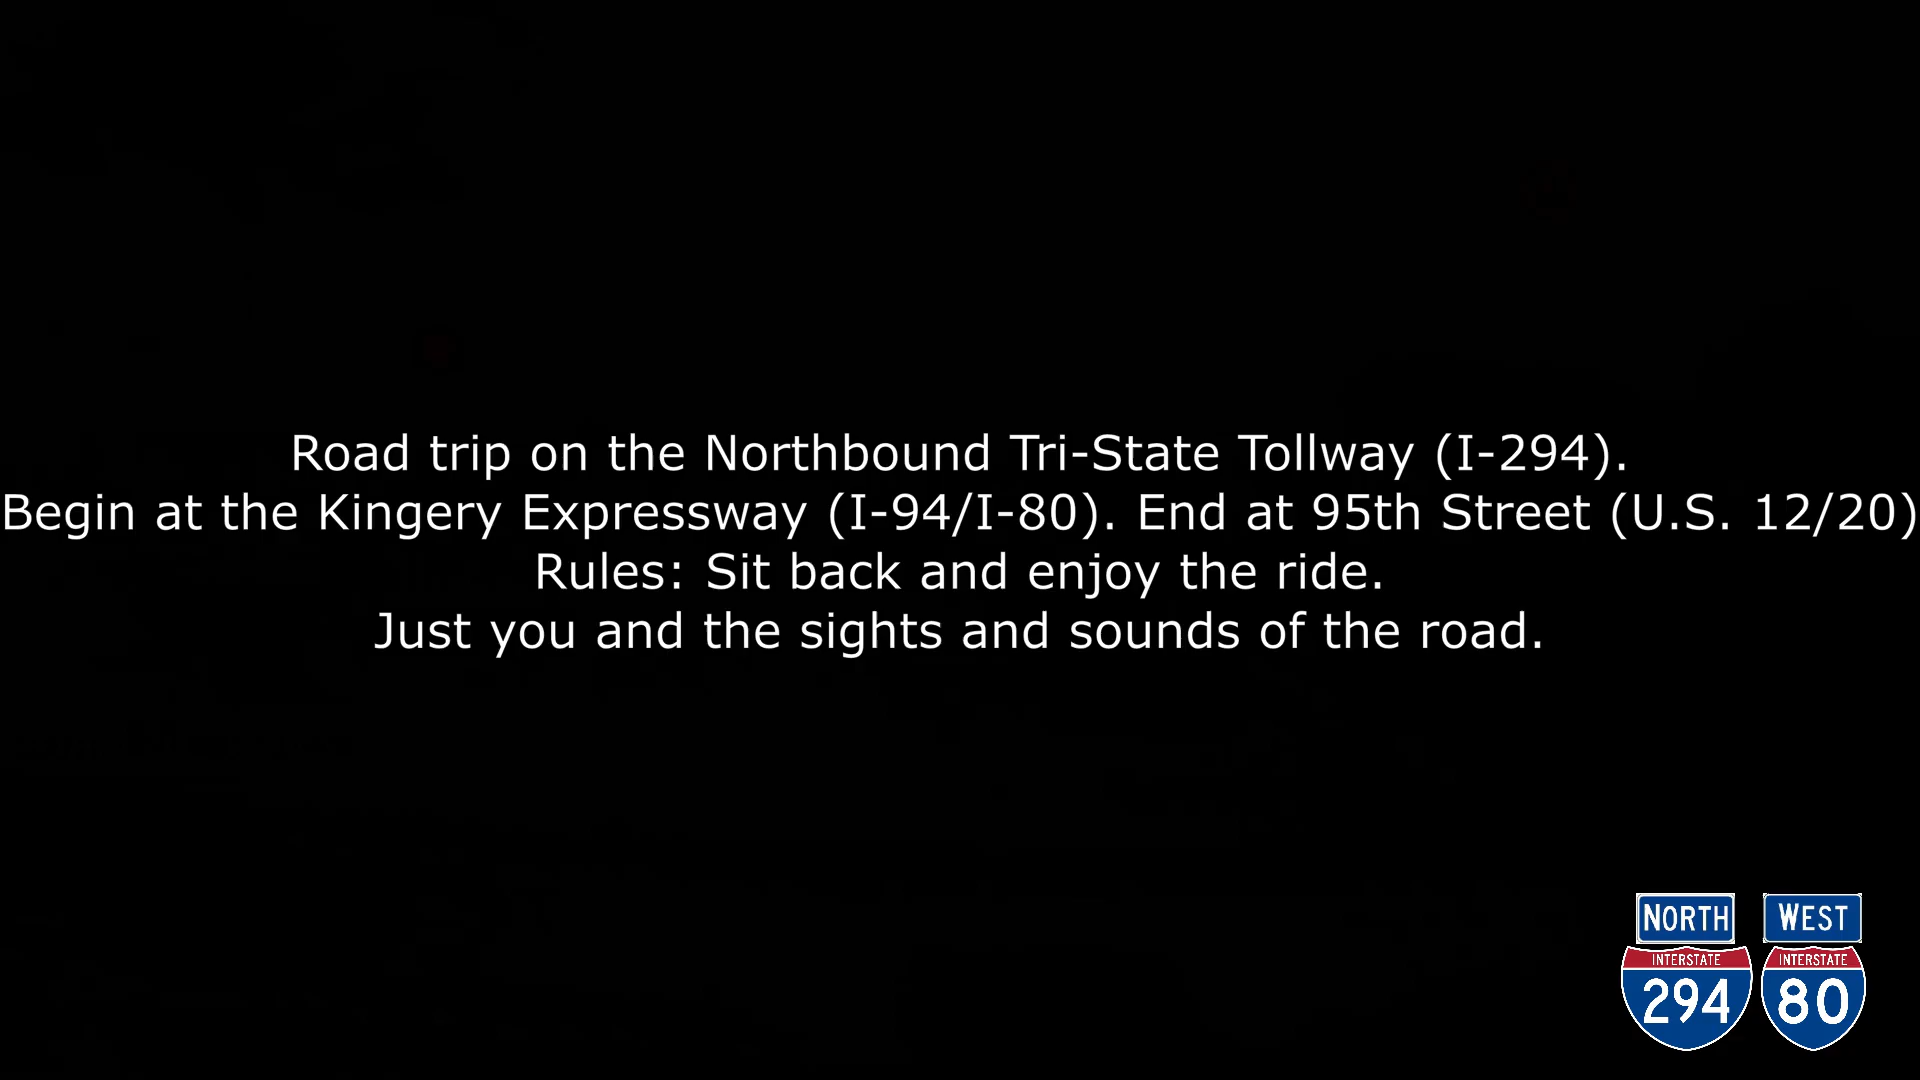 Road trip on the Northbound Tri-State Tollway (I-294).
Begin at the Kingery Expressway (I-94/I-80). End at 95th Street (U.S. 12/20)
Rules: Sit back and enjoy the ride.
Just you and the sights and sounds of the road.
NORTH WEST
INTERSTATE INTERSTATE
294 80